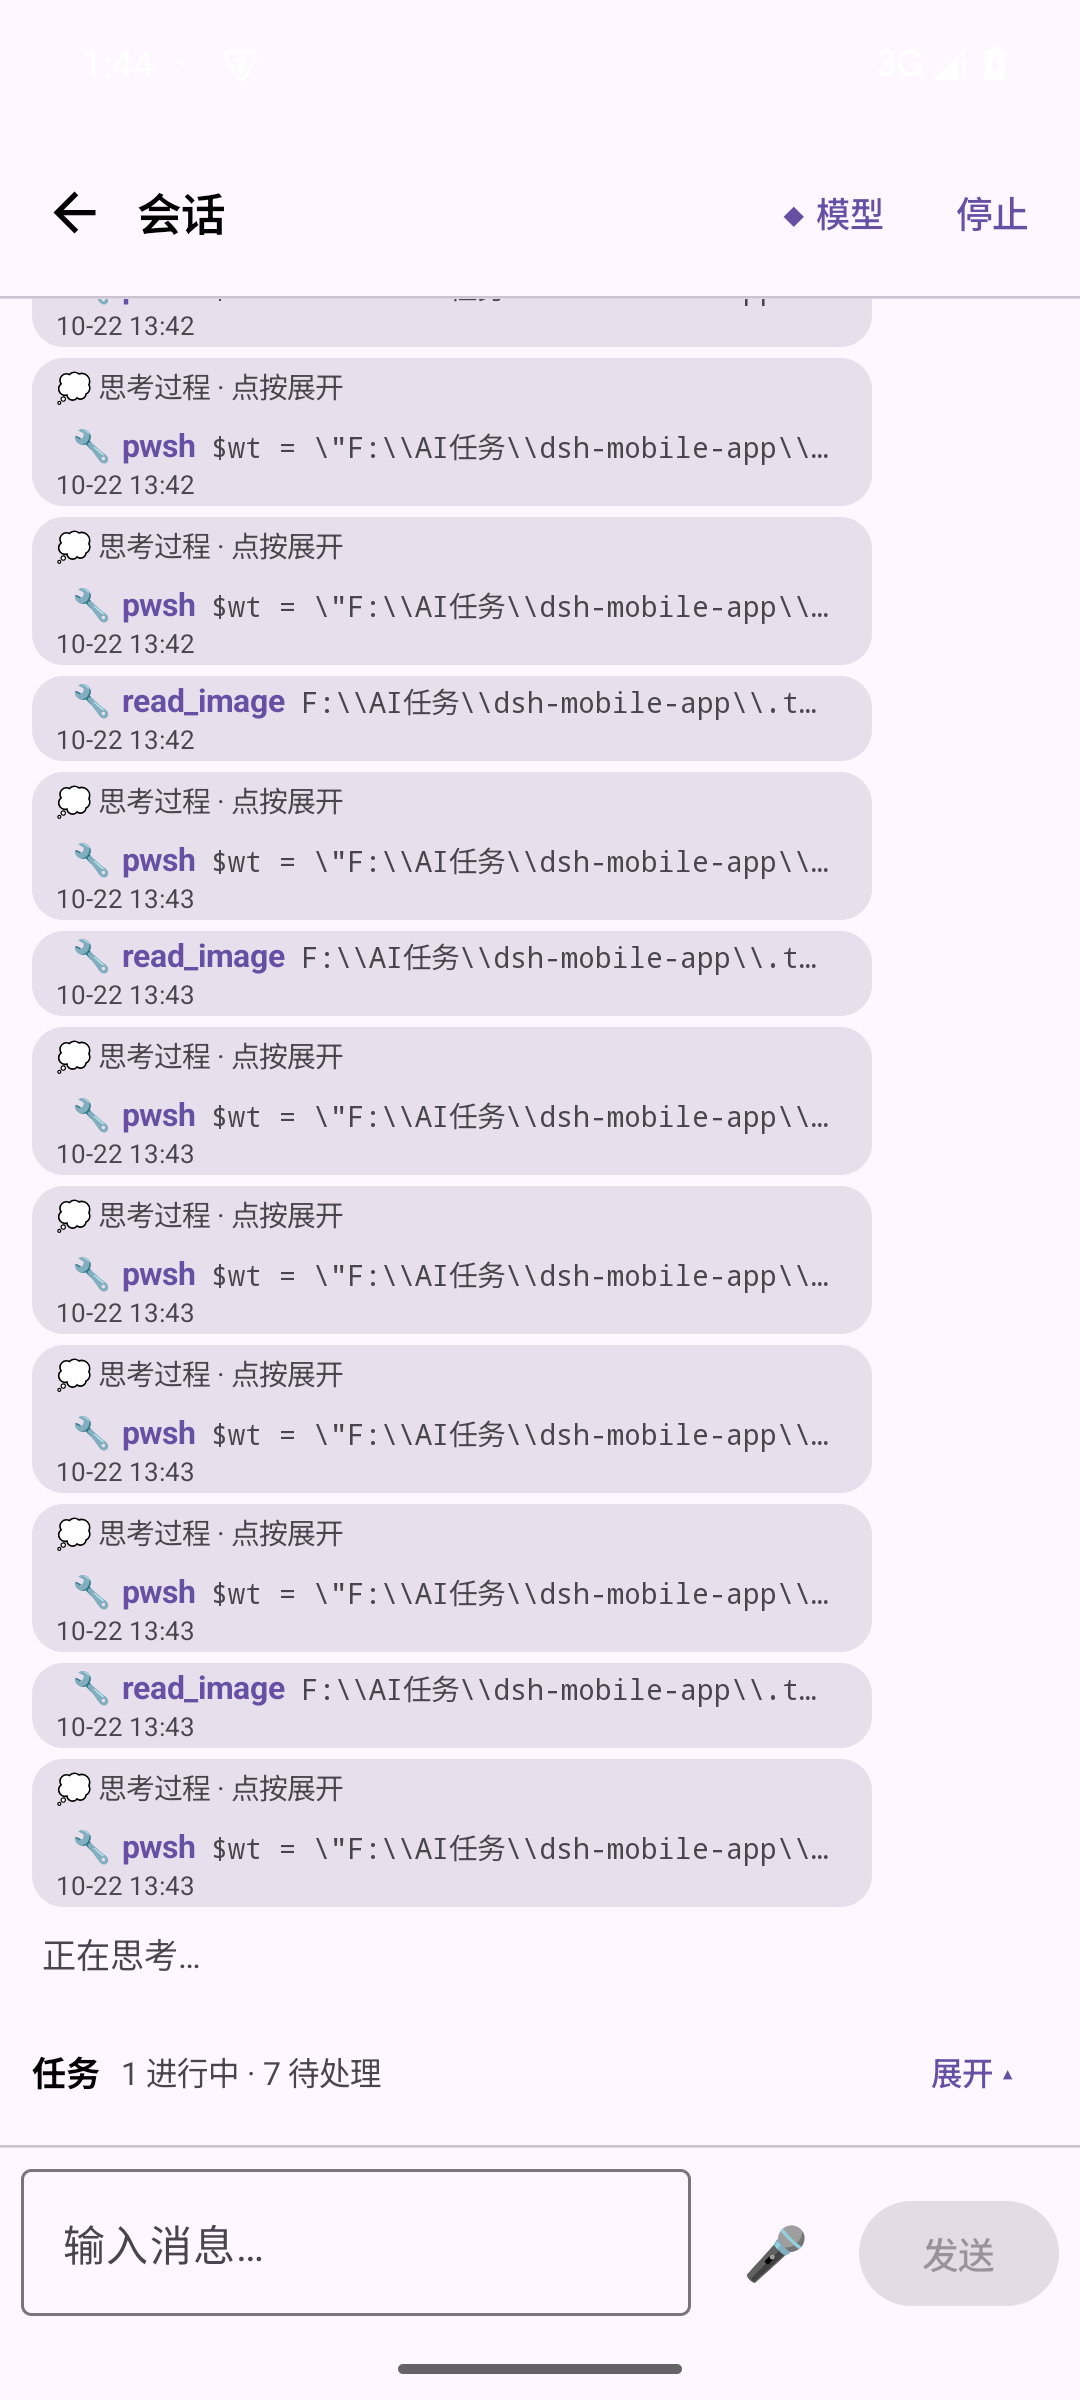 1:44
3G
会话
◆ 模型
停止
10-22 13:42
思考过程 · 点按展开
pwsh $wt = \"F:\\AI任务\\dsh-mobile-app\\…
10-22 13:42
思考过程 · 点按展开
pwsh $wt = \"F:\\AI任务\\dsh-mobile-app\\…
10-22 13:42
read_image F:\\AI任务\\dsh-mobile-app\\.t…
10-22 13:42
思考过程 · 点按展开
pwsh $wt = \"F:\\AI任务\\dsh-mobile-app\\…
10-22 13:43
read_image F:\\AI任务\\dsh-mobile-app\\.t…
10-22 13:43
思考过程 · 点按展开
pwsh $wt = \"F:\\AI任务\\dsh-mobile-app\\…
10-22 13:43
思考过程 · 点按展开
pwsh $wt = \"F:\\AI任务\\dsh-mobile-app\\…
10-22 13:43
思考过程 · 点按展开
pwsh $wt = \"F:\\AI任务\\dsh-mobile-app\\…
10-22 13:43
思考过程 · 点按展开
pwsh $wt = \"F:\\AI任务\\dsh-mobile-app\\…
10-22 13:43
read_image F:\\AI任务\\dsh-mobile-app\\.t…
10-22 13:43
思考过程 · 点按展开
pwsh $wt = \"F:\\AI任务\\dsh-mobile-app\\…
10-22 13:43
正在思考…
任务 1 进行中 · 7 待处理
展开 ▴
输入消息…
发送